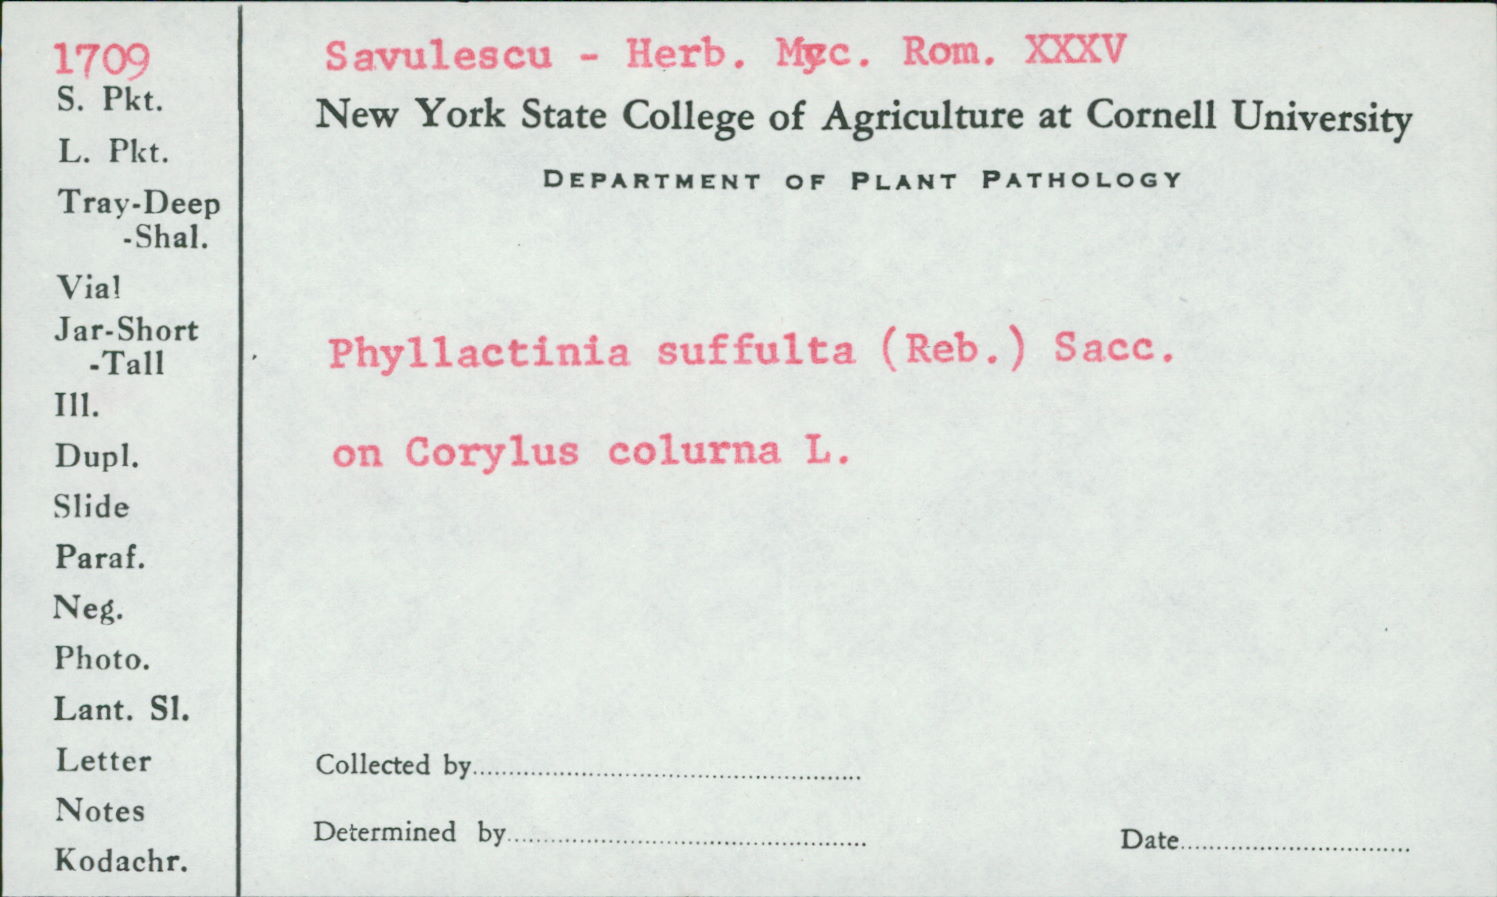 1709
S. Pkt.
L. Pkt.
Tray-Deep
-Shal.
Vial
Jar-Short
-Tall
Ill.
Dupl.
Slide
Paraf.
Neg.
Photo.
Lant. Sl.
Letter
Notes
Kodachr.
Savulescu - Herb. Myc. Rom. XXXV
New York State College of Agriculture at Cornell University
DEPARTMENT OF PLANT PATHOLOGY
Phyllactinia suffulta (Reb.) Sacc.
on Corylus colurna L.
Collected by
Determined by
Date